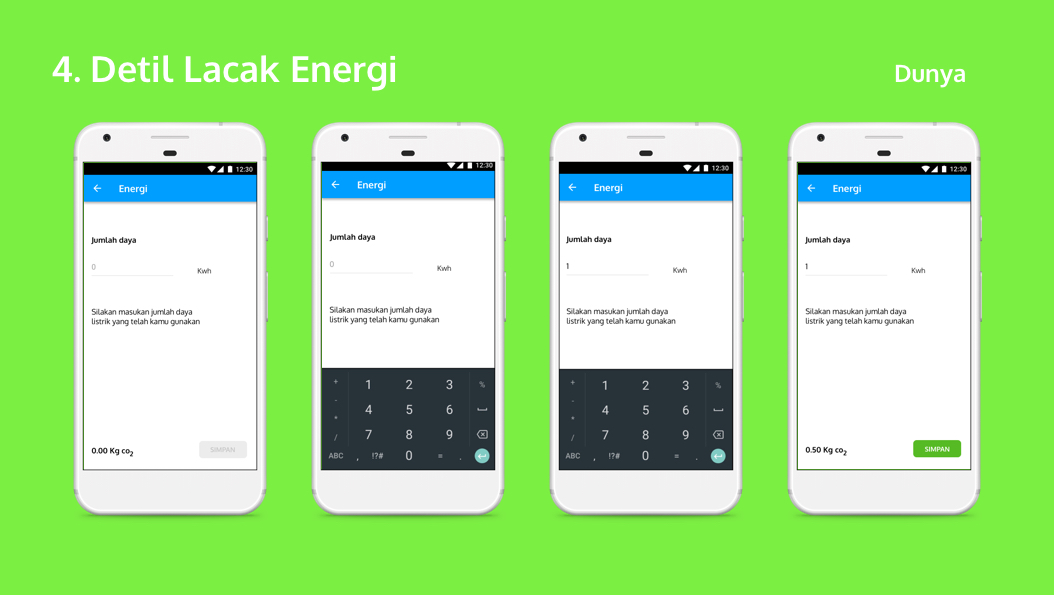 4. Detil Lacak Energi
Dunya
12:30
Energi
Jumlah daya
0
Kwh
Silakan masukan jumlah daya
listrik yang telah kamu gunakan
0.00 Kg co2
SIMPAN
12:30
Energi
Jumlah daya
0
Kwh
Silakan masukan jumlah daya
listrik yang telah kamu gunakan
+ 1 2 3 %
- 4 5 6
* 7 8 9
/
ABC , !?# 0 = .
12:30
Energi
Jumlah daya
1
Kwh
Silakan masukan jumlah daya
listrik yang telah kamu gunakan
+ 1 2 3 %
- 4 5 6
* 7 8 9
/
ABC , !?# 0 = .
12:30
Energi
Jumlah daya
1
Kwh
Silakan masukan jumlah daya
listrik yang telah kamu gunakan
0.50 Kg co2
SIMPAN